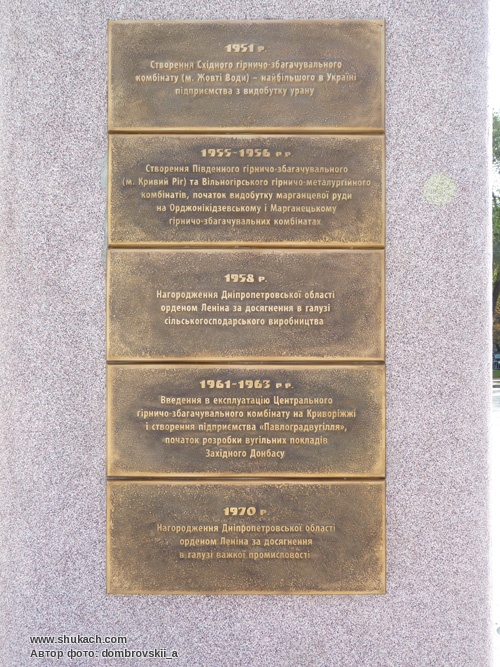 1951 р.
Створення Східного гірничо-збагачувального
комбінату (м. Жовті Води) – найбільшого в Україні
підприємства з видобутку урану
1955-1956 р р.
Створення Південного гірничо-збагачувального
(м. Кривий Ріг) та Вільногірського гірничо-металургійного
комбінатів, початок видобутку марганцевої руди
на Орджонікідзевському і Марганецькому
гірничо-збагачувальних комбінатах
1958 р.
Нагородження Дніпропетровської області
орденом Леніна за досягнення в галузі
сільськогосподарського виробництва
1961-1963 р р.
Введення в експлуатацію Центрального
гірничо-збагачувального комбінату на Криворіжжі
і створення підприємства «Павлоградвугілля»,
початок розробки вугільних покладів
Західного Донбасу
1970 р.
Нагородження Дніпропетровської області
орденом Леніна за досягнення
в галузі важкої промисловості
www.shukach.com
Автор фото: dombrovskii_a